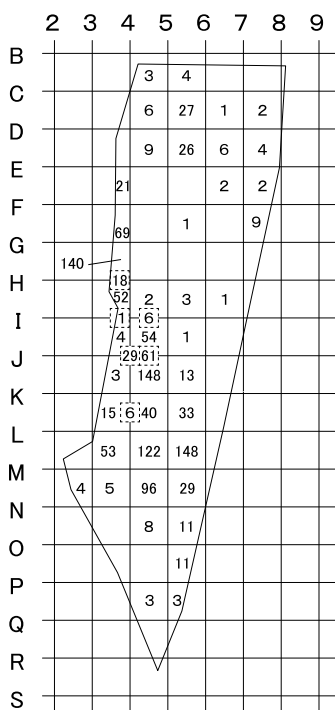 2 3 4 5 6 7 8 9
B
3 4
C
6 27 1 2
D
9 26 6 4
E
21 2 2
F
1 9
69
G
140
H
18
52 2 3 1
I
1 6
4 54 1
J
29 61
3 148 13
K
15 6 40 33
L
53 122 148
M
4 5 96 29
N
8 11
O
11
P
3 3
Q
R
S